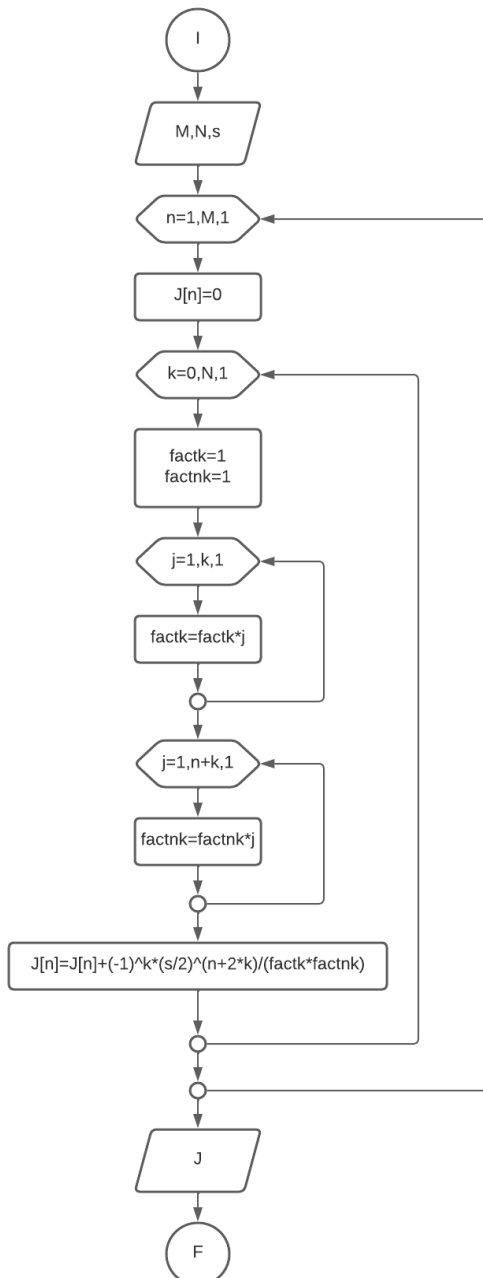 I
M,N,s
n=1,M,1
J[n]=0
k=0,N,1
factk=1
factnk=1
j=1,k,1
factk=factk*j
j=1,n+k,1
factnk=factnk*j
J[n]=J[n]+(-1)^k*(s/2)^(n+2*k)/(factk*factnk)
J
F